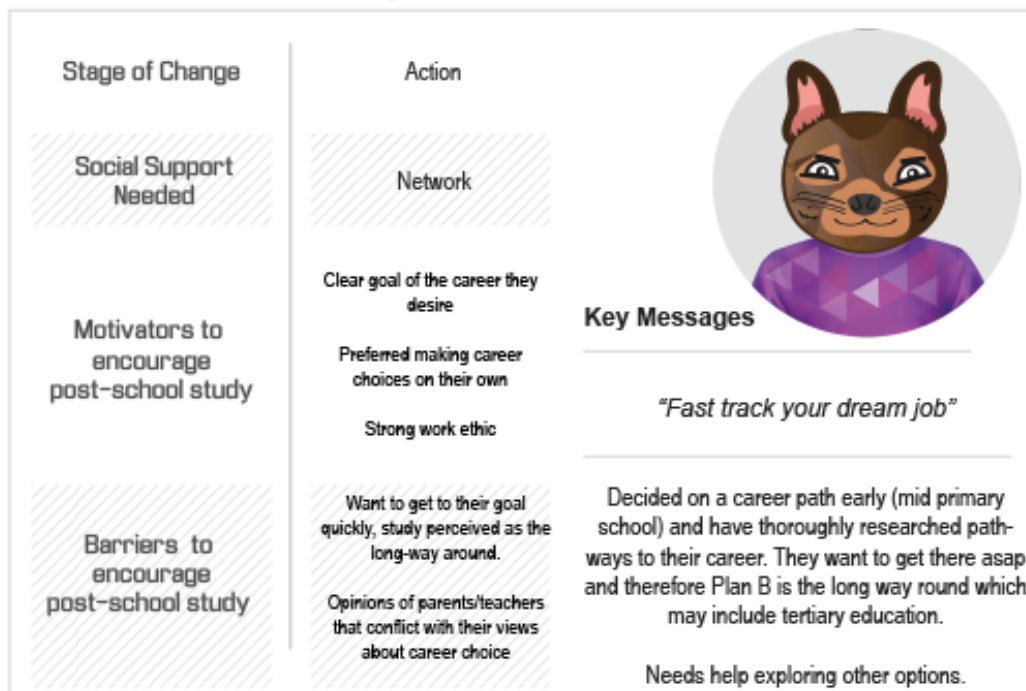 Stage of Change
Action
Social Support
Needed
Network
Motivators to
encourage
post-school study
Clear goal of the career they
desire
Preferred making career
choices on their own
Strong work ethic
Barriers to
encourage
post-school study
Want to get to their goal
quickly, study perceived as the
long-way around.
Opinions of parents/teachers
that conflict with their views
about career choice
Key Messages
"Fast track your dream job"
Decided on a career path early (mid primary
school) and have thoroughly researched path-
ways to their career. They want to get there asap
and therefore Plan B is the long way round which
may include tertiary education.
Needs help exploring other options.